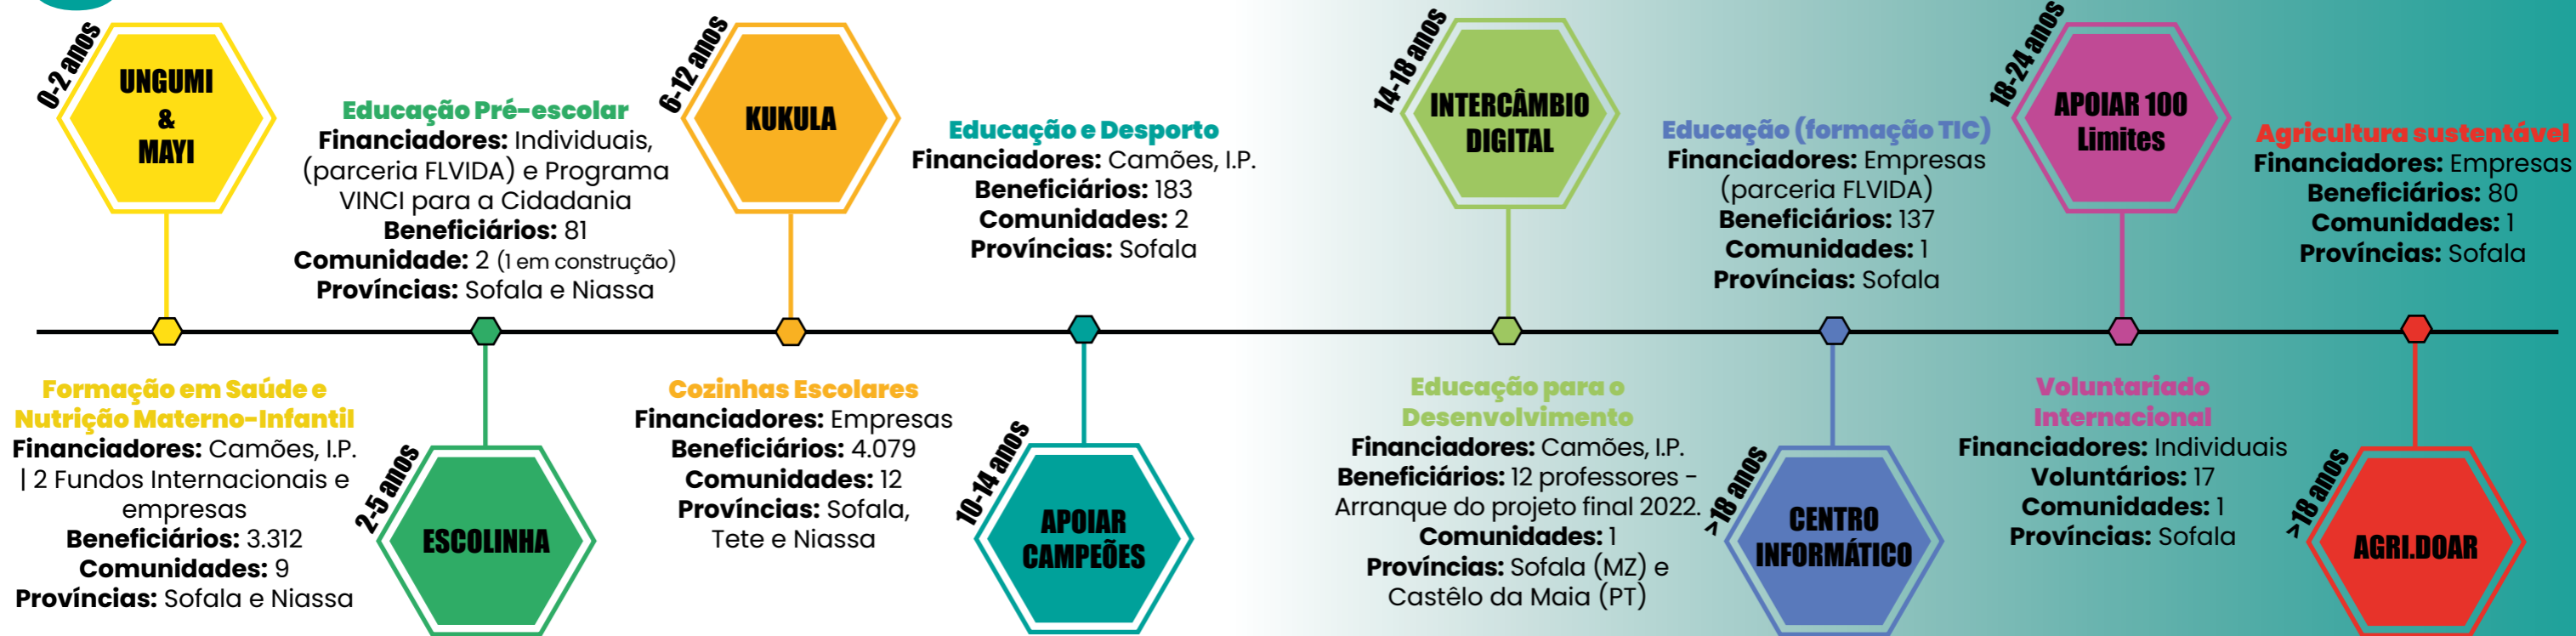 0-2 anos
UNGUMI
&
MAYI
Formação em Saúde e
Nutrição Materno-Infantil
Financiadores: Camões, I.P.
| 2 Fundos Internacionais e
empresas
Beneficiários: 3.312
Comunidades: 9
Províncias: Sofala e Niassa
Educação Pré-escolar
Financiadores: Individuais,
(parceria FLVIDA) e Programa
VINCI para a Cidadania
Beneficiários: 81
Comunidade: 2 (1 em construção)
Províncias: Sofala e Niassa
2-5 anos
ESCOLINHA
6-12 anos
KUKULA
Cozinhas Escolares
Financiadores: Empresas
Beneficiários: 4.079
Comunidades: 12
Províncias: Sofala,
Tete e Niassa
Educação e Desporto
Financiadores: Camões, I.P.
Beneficiários: 183
Comunidades: 2
Províncias: Sofala
10-14 anos
APOIAR
CAMPEÕES
14-18 anos
INTERCÂMBIO
DIGITAL
Educação para o
Desenvolvimento
Financiadores: Camões, I.P.
Beneficiários: 12 professores -
Arranque do projeto final 2022.
Comunidades: 1
Províncias: Sofala (MZ) e
Castêlo da Maia (PT)
Educação (formação TIC)
Financiadores: Empresas
(parceria FLVIDA)
Beneficiários: 137
Comunidades: 1
Províncias: Sofala
>18 anos
CENTRO
INFORMÁTICO
18-24 anos
APOIAR 100
Limites
Voluntariado
Internacional
Financiadores: Individuais
Voluntários: 17
Comunidades: 1
Províncias: Sofala
Agricultura sustentável
Financiadores: Empresas
Beneficiários: 80
Comunidades: 1
Províncias: Sofala
>18 anos
AGRI.DOAR